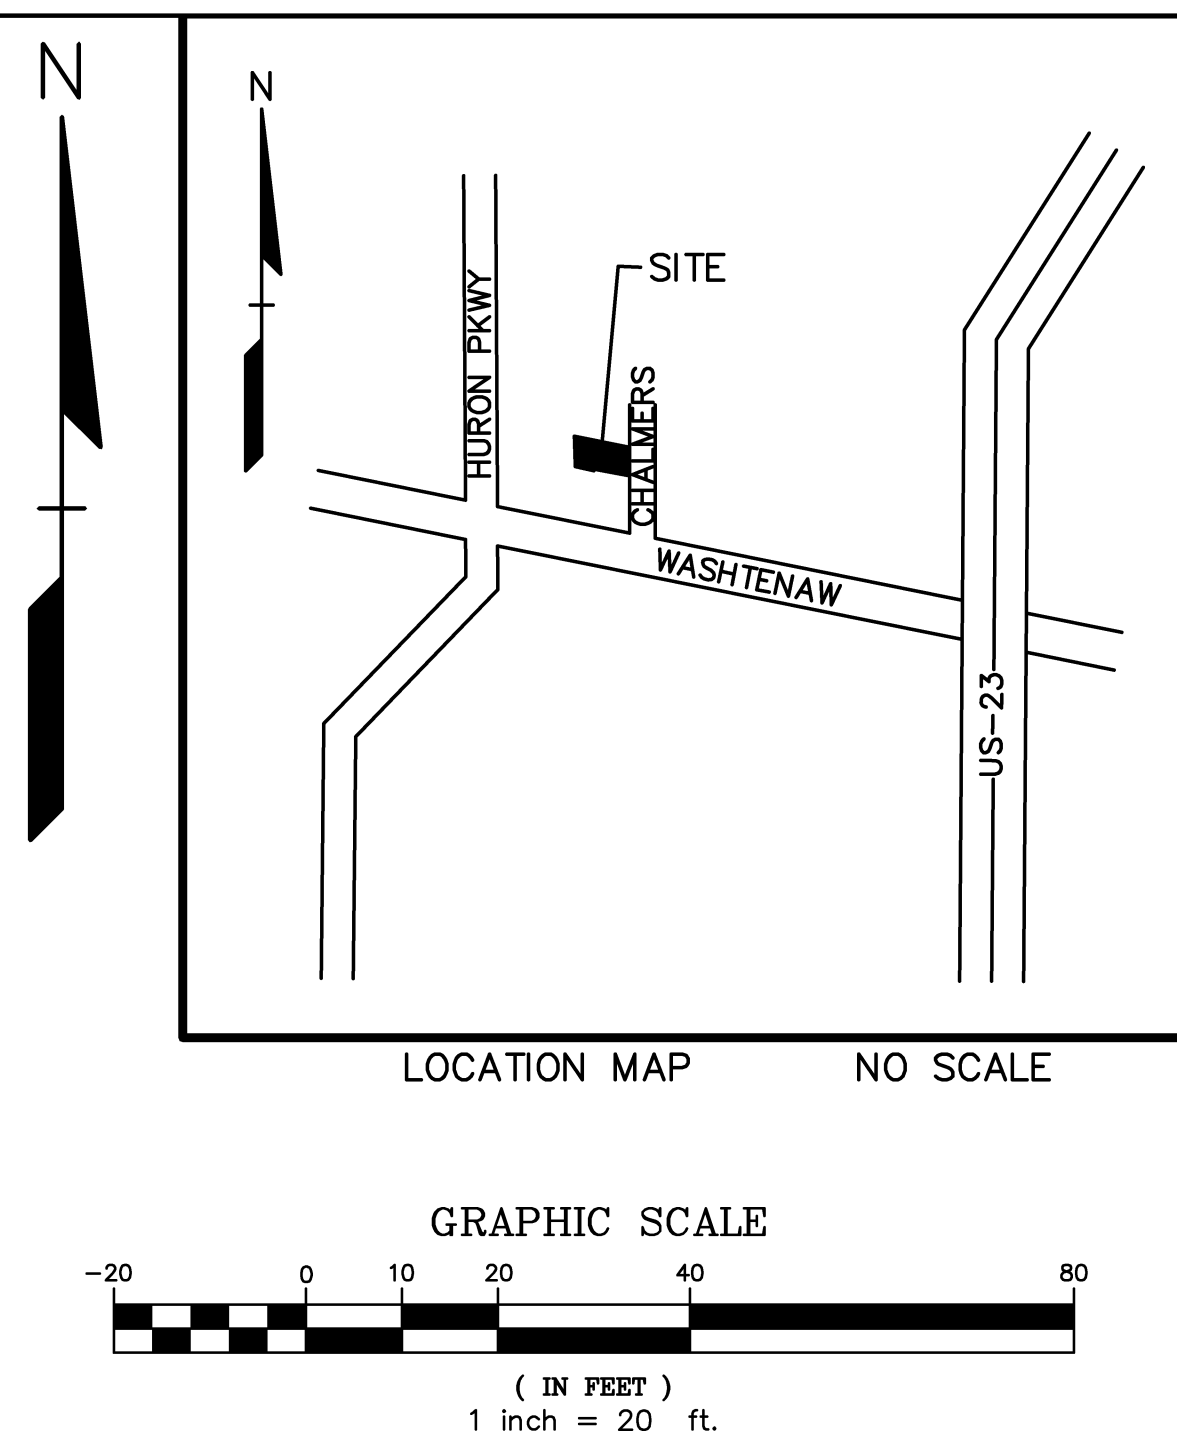 N
N
SITE
HURON PKWY
CHALMERS
WASHTENAW
US-23
LOCATION MAP NO SCALE
GRAPHIC SCALE
-20 0 10 20 40 80
( IN FEET )
1 inch = 20 ft.